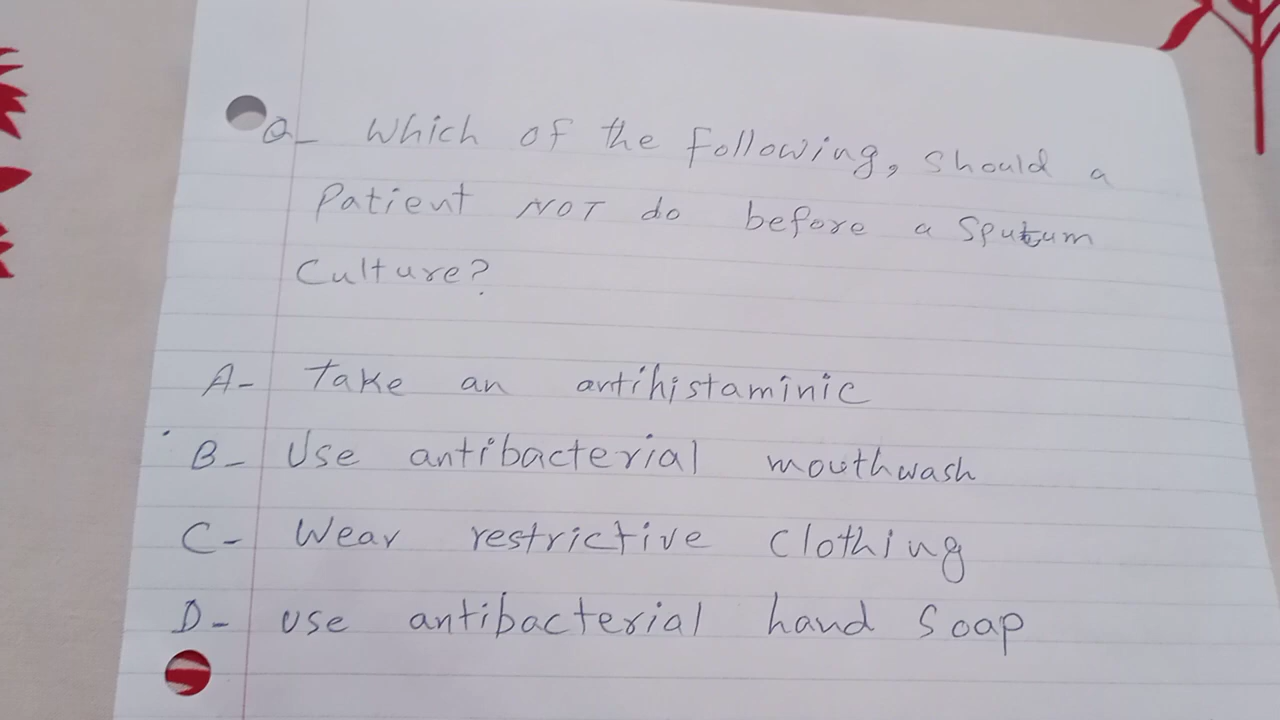 Q- Which of the following, should a
Patient NOT do before a Sputum
Culture?
A- Take an antihistaminic
B- Use antibacterial mouthwash
C- Wear restrictive clothing
D- use antibacterial hand soap